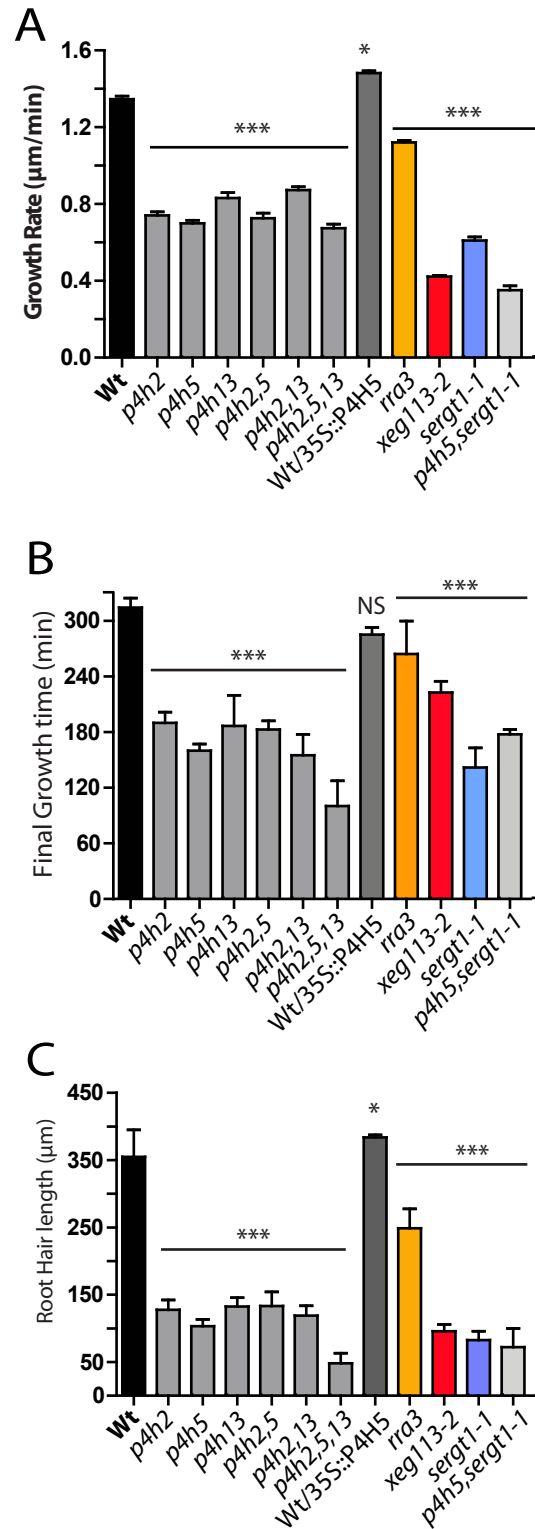 A
Growth Rate (µm/min)
1.6
1.2
0.8
0.4
0.0
***
*
***
Wt
p4h2
p4h5
p4h13
p4h2,5
p4h2,13
p4h2,5,13
Wt/35S::P4H5
rra3
xeg113-2
sergt1-1
p4h5,sergt1-1
B
Final Growth time (min)
300
240
180
120
60
0
***
NS
***
Wt
p4h2
p4h5
p4h13
p4h2,5
p4h2,13
p4h2,5,13
Wt/35S::P4H5
rra3
xeg113-2
sergt1-1
p4h5,sergt1-1
C
Root Hair length (µm)
450
350
250
150
50
0
***
*
***
Wt
p4h2
p4h5
p4h13
p4h2,5
p4h2,13
p4h2,5,13
Wt/35S::P4H5
rra3
xeg113-2
sergt1-1
p4h5,sergt1-1